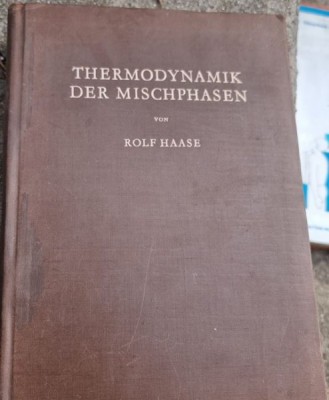 THERMODYNAMIK
DER MISCHPHASEN
VON
ROLF HAASE